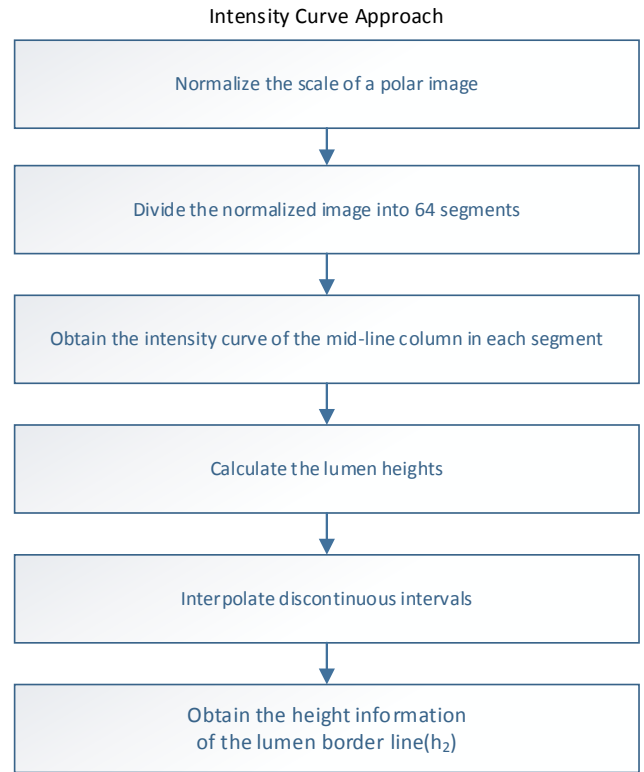 Intensity Curve Approach
Normalize the scale of a polar image
Divide the normalized image into 64 segments
Obtain the intensity curve of the mid-line column in each segment
Calculate the lumen heights
Interpolate discontinuous intervals
Obtain the height information
of the lumen border line(h₂)